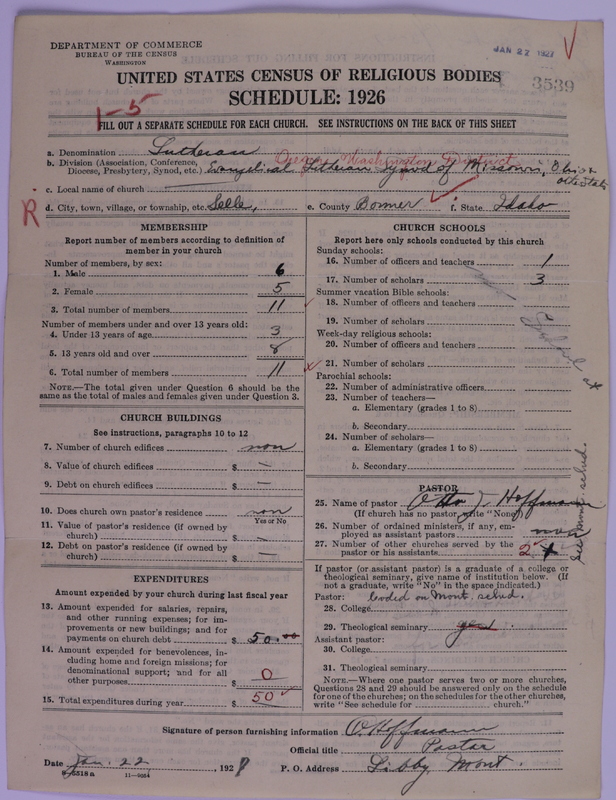 DEPARTMENT OF COMMERCE
BUREAU OF THE CENSUS
WASHINGTON
JAN 22 1927
3539
UNITED STATES CENSUS OF RELIGIOUS BODIES
SCHEDULE: 1926
1-5
FILL OUT A SEPARATE SCHEDULE FOR EACH CHURCH. SEE INSTRUCTIONS ON THE BACK OF THIS SHEET
a. Denomination Lutheran
Washington District
b. Division (Association, Conference, Diocese, Presbytery, Synod, etc.) Evangelical Lutheran Synod of Missouri, Ohio &
other States
c. Local name of church
R
d. City, town, village, or township, etc. e. County Bonner f. State Idaho
MEMBERSHIP
Report number of members according to definition of
member in your church
Number of members, by sex:
1. Male 6
2. Female 5
3. Total number of members 11
Number of members under and over 13 years old:
4. Under 13 years of age 3
5. 13 years old and over 8
6. Total number of members 11
NOTE.—The total given under Question 6 should be the
same as the total of males and females given under Question 3.
CHURCH BUILDINGS
See instructions, paragraphs 10 to 12
7. Number of church edifices non
8. Value of church edifices $ —
9. Debt on church edifices $ —
10. Does church own pastor's residence non
Yes or No
11. Value of pastor's residence (if owned by
church) $ —
12. Debt on pastor's residence (if owned by
church) $ —
EXPENDITURES
Amount expended by your church during last fiscal year
13. Amount expended for salaries, repairs,
and other running expenses; for im-
provements or new buildings; and for
payments on church debt $ 50.00
14. Amount expended for benevolences, in-
cluding home and foreign missions; for
denominational support; and for all
other purposes $ 0
15. Total expenditures during year $ 50
CHURCH SCHOOLS
Report here only schools conducted by this church
Sunday schools:
16. Number of officers and teachers 1
17. Number of scholars 3
Summer vacation Bible schools:
18. Number of officers and teachers
19. Number of scholars
Week-day religious schools:
20. Number of officers and teachers
21. Number of scholars
Parochial schools:
22. Number of administrative officers
23. Number of teachers—
a. Elementary (grades 1 to 8)
b. Secondary
24. Number of scholars—
a. Elementary (grades 1 to 8)
b. Secondary
PASTOR
25. Name of pastor Otto J. Hoffmann
(If church has no pastor, write "None")
26. Number of ordained ministers, if any, em-
ployed as assistant pastors non
27. Number of other churches served by the
pastor or his assistants 2
see Mont. schd.
If pastor (or assistant pastor) is a graduate of a college or
theological seminary, give name of institution below. (If
not a graduate, write "No" in the space indicated.)
Pastor: on Mont. schd.
28. College
29. Theological seminary
Assistant pastor:
30. College
31. Theological seminary
NOTE.—Where one pastor serves two or more churches,
Questions 28 and 29 should be answered only on the schedule
for one of the churches; on the schedules for the other churches,
write "See schedule for church."
Signature of person furnishing information O. Hoffmann
Official title Pastor
Date Jan. 22, 1927 P. O. Address Libby Mont.
8-5518 a 11-9054